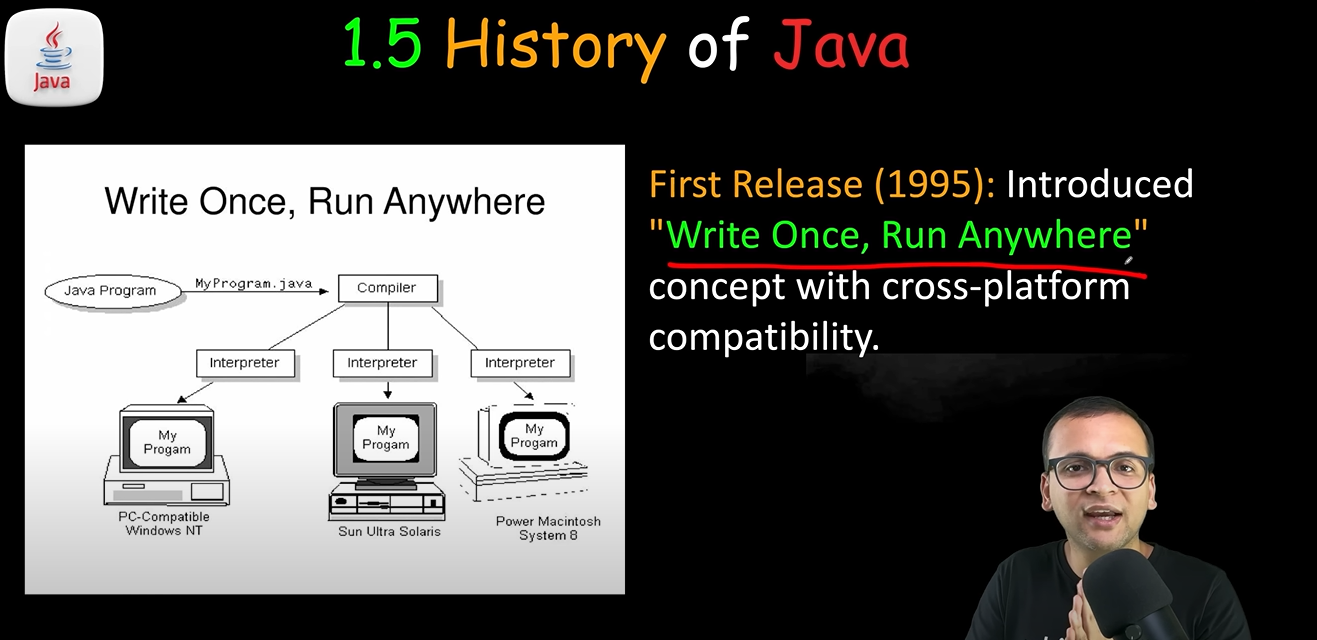 1.5 History of Java
Java
Write Once, Run Anywhere
Java Program
MyProgram.java
Compiler
Interpreter
Interpreter
Interpreter
My
Progam
My
Progam
My
Progam
PC-Compatible
Windows NT
Sun Ultra Solaris
Power Macintosh
System 8
First Release (1995): Introduced
"Write Once, Run Anywhere"
concept with cross-platform
compatibility.